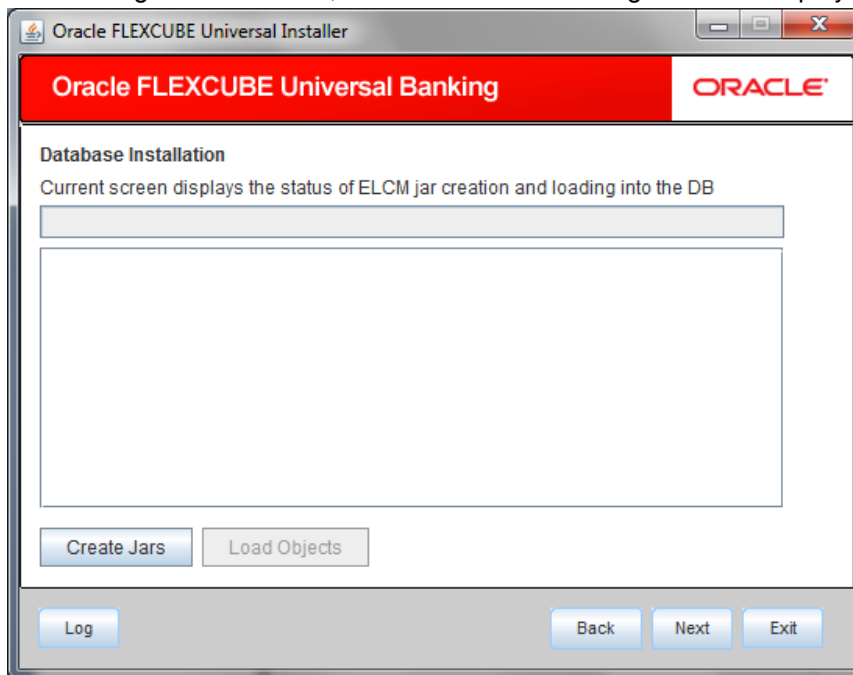 Oracle FLEXCUBE Universal Installer
Oracle FLEXCUBE Universal Banking
ORACLE
Database Installation
Current screen displays the status of ELCM jar creation and loading into the DB
Create Jars Load Objects
Log Back Next Exit